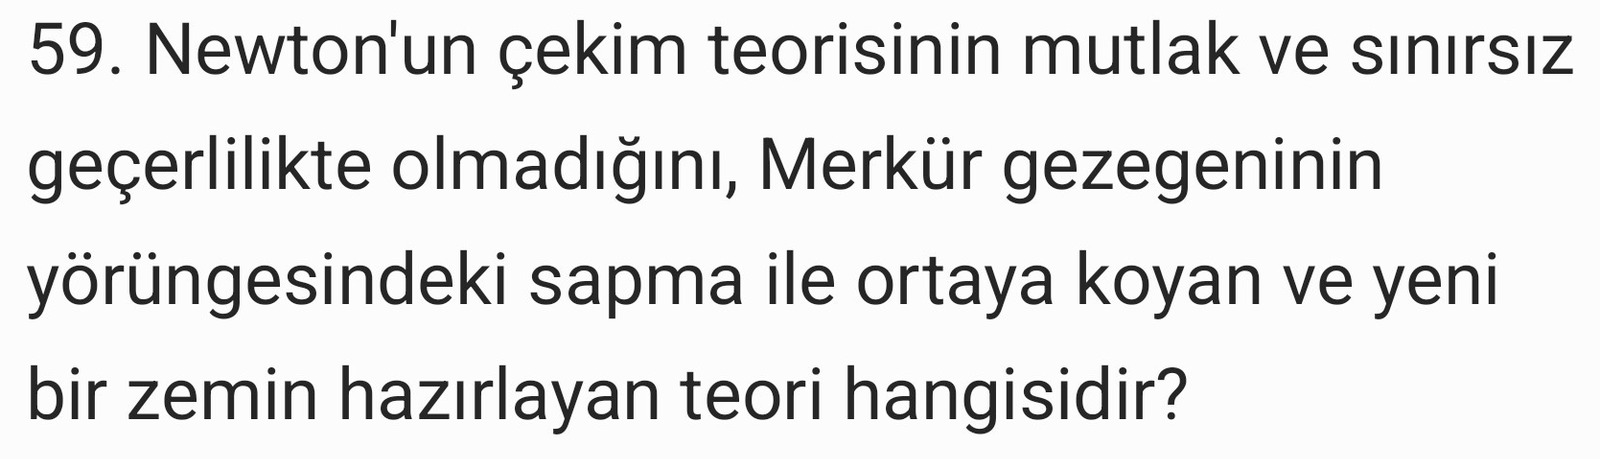 59. Newton'un çekim teorisinin mutlak ve sınırsız
geçerlilikte olmadığını, Merkür gezegeninin
yörüngesindeki sapma ile ortaya koyan ve yeni
bir zemin hazırlayan teori hangisidir?